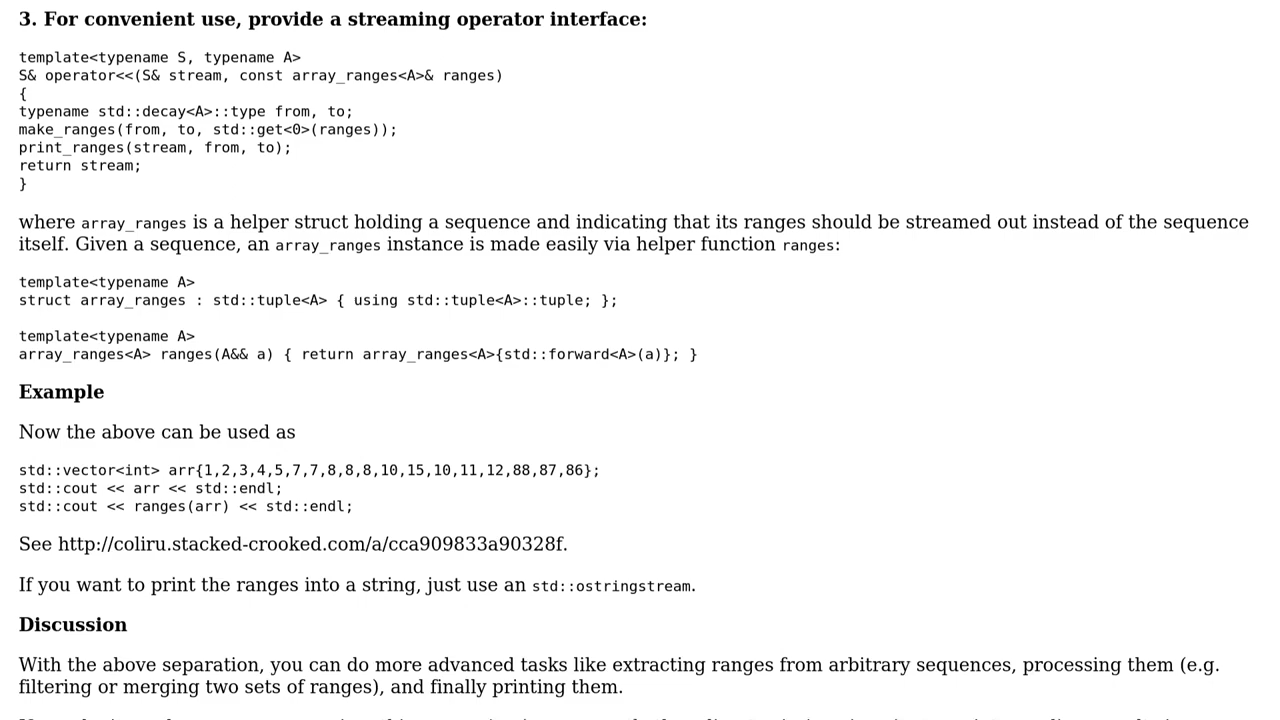 3. For convenient use, provide a streaming operator interface:
template<typename S, typename A>
S& operator<<(S& stream, const array_ranges<A>& ranges)
{
typename std::decay<A>::type from, to;
make_ranges(from, to, std::get<0>(ranges));
print_ranges(stream, from, to);
return stream;
}
where array_ranges is a helper struct holding a sequence and indicating that its ranges should be streamed out instead of the sequence
itself. Given a sequence, an array_ranges instance is made easily via helper function ranges:
template<typename A>
struct array_ranges : std::tuple<A> { using std::tuple<A>::tuple; };
template<typename A>
array_ranges<A> ranges(A&& a) { return array_ranges<A>{std::forward<A>(a)}; }
Example
Now the above can be used as
std::vector<int> arr{1,2,3,4,5,7,7,8,8,8,10,15,10,11,12,88,87,86};
std::cout << arr << std::endl;
std::cout << ranges(arr) << std::endl;
See http://coliru.stacked-crooked.com/a/cca909833a90328f.
If you want to print the ranges into a string, just use an std::ostringstream.
Discussion
With the above separation, you can do more advanced tasks like extracting ranges from arbitrary sequences, processing them (e.g.
filtering or merging two sets of ranges), and finally printing them.